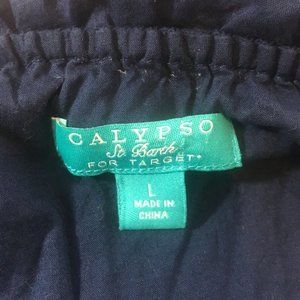 CALYPSO
St. Barth
FOR TARGET®
L
MADE IN
CHINA